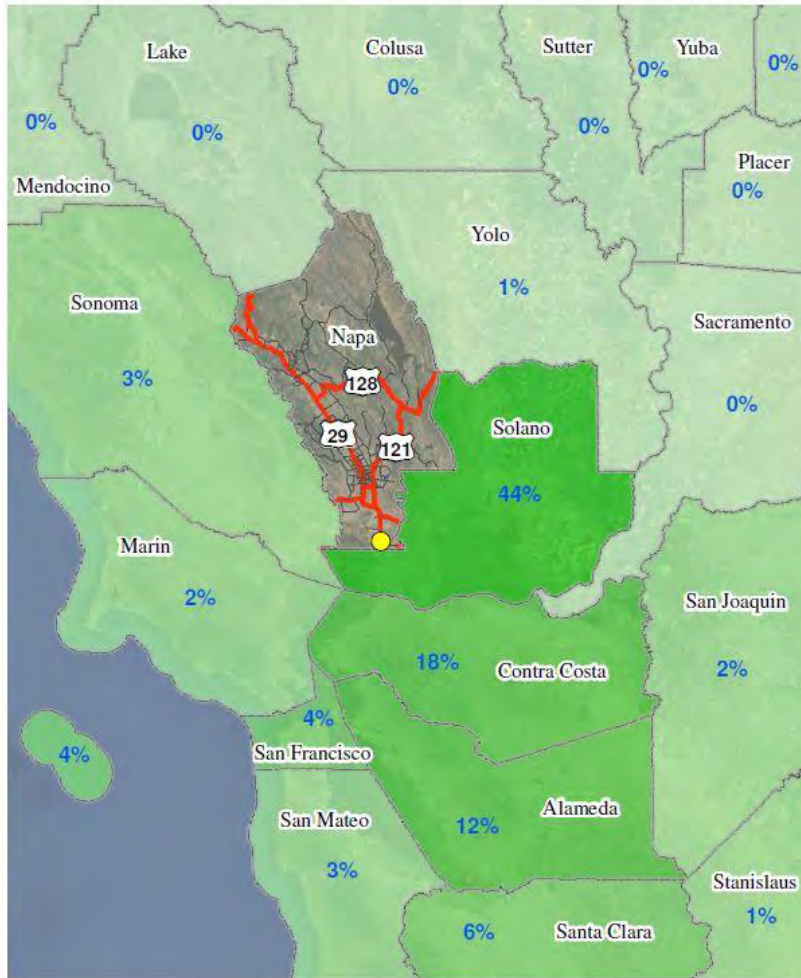 Lake
Colusa
Sutter
Yuba
0%
0%
0%
0%
0%
0%
0%
Mendocino
Placer
0%
Yolo
1%
Sonoma
3%
Napa
Sacramento
0%
128
29
121
Solano
44%
Marin
2%
San Joaquin
2%
18%
Contra Costa
4%
San Francisco
4%
San Mateo
3%
12%
Alameda
Stanislaus
1%
6%
Santa Clara